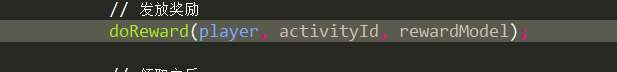 // 发放奖励
doReward(player, activityId, rewardModel);